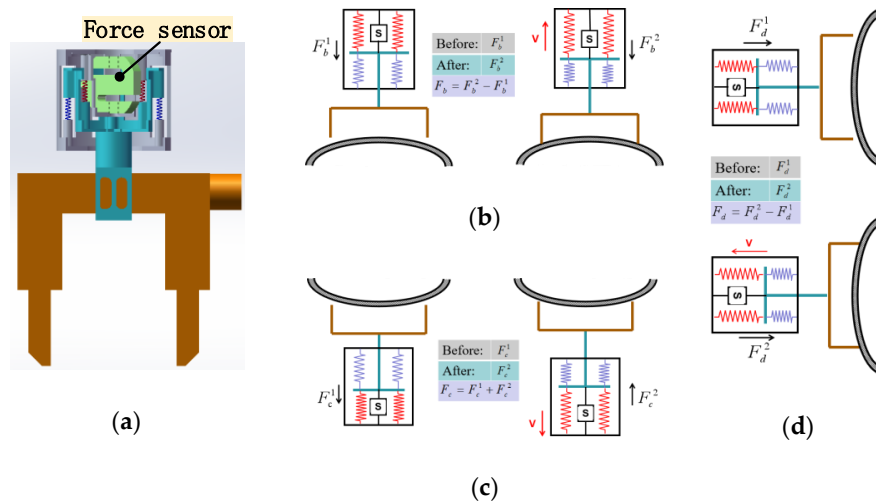 Force sensor
(a)
F_b^1
S
Before: F_b^1
After: F_b^2
F_b = F_b^2 − F_b^1
v
S
F_b^2
(b)
F_c^1
S
Before: F_c^1
After: F_c^2
F_c = F_c^1 + F_c^2
v
S
F_c^2
(c)
F_d^1
S
Before: F_d^1
After: F_d^2
F_d = F_d^2 − F_d^1
v
S
F_d^2
(d)